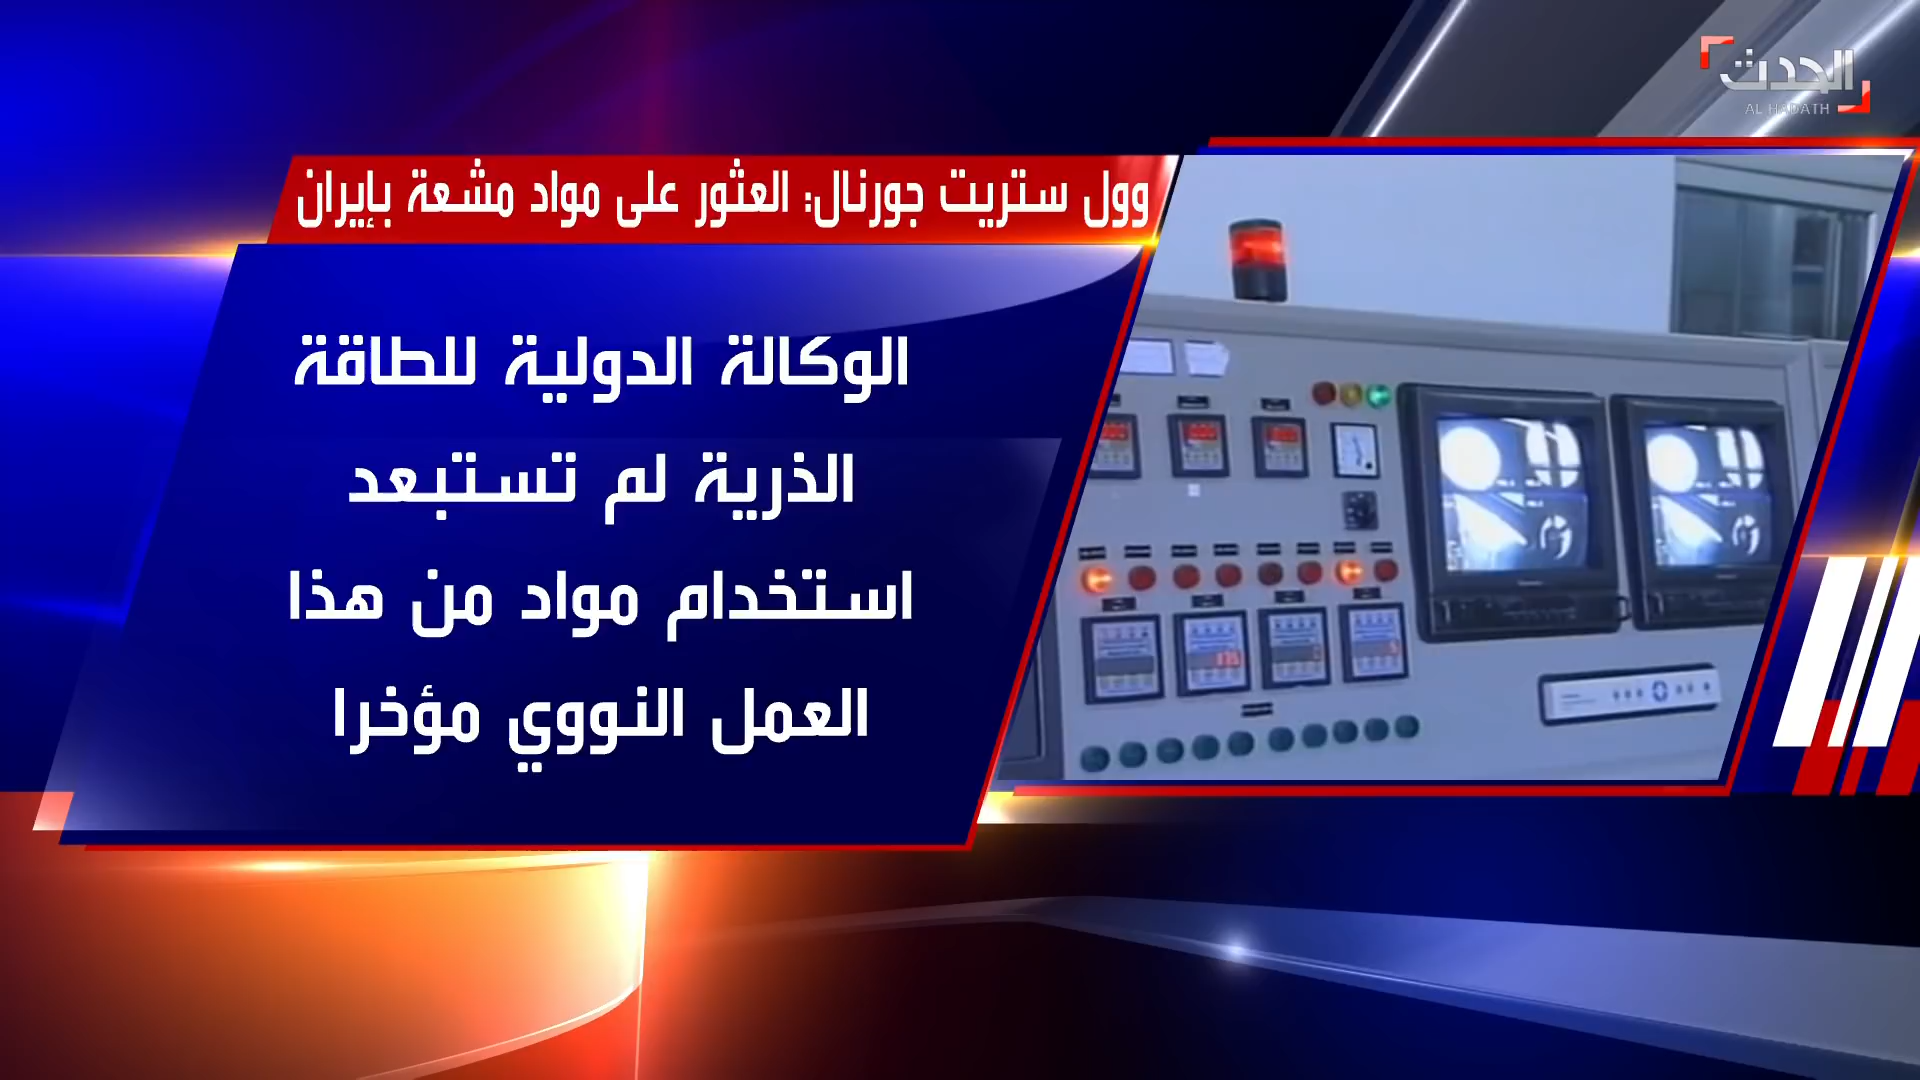 الحدث
AL HADATH
وول ستريت جورنال: العثور على مواد مشعة بإيران
الوكالة الدولية للطاقة
الذرية لم تستبعد
استخدام مواد من هذا
العمل النووي مؤخرا